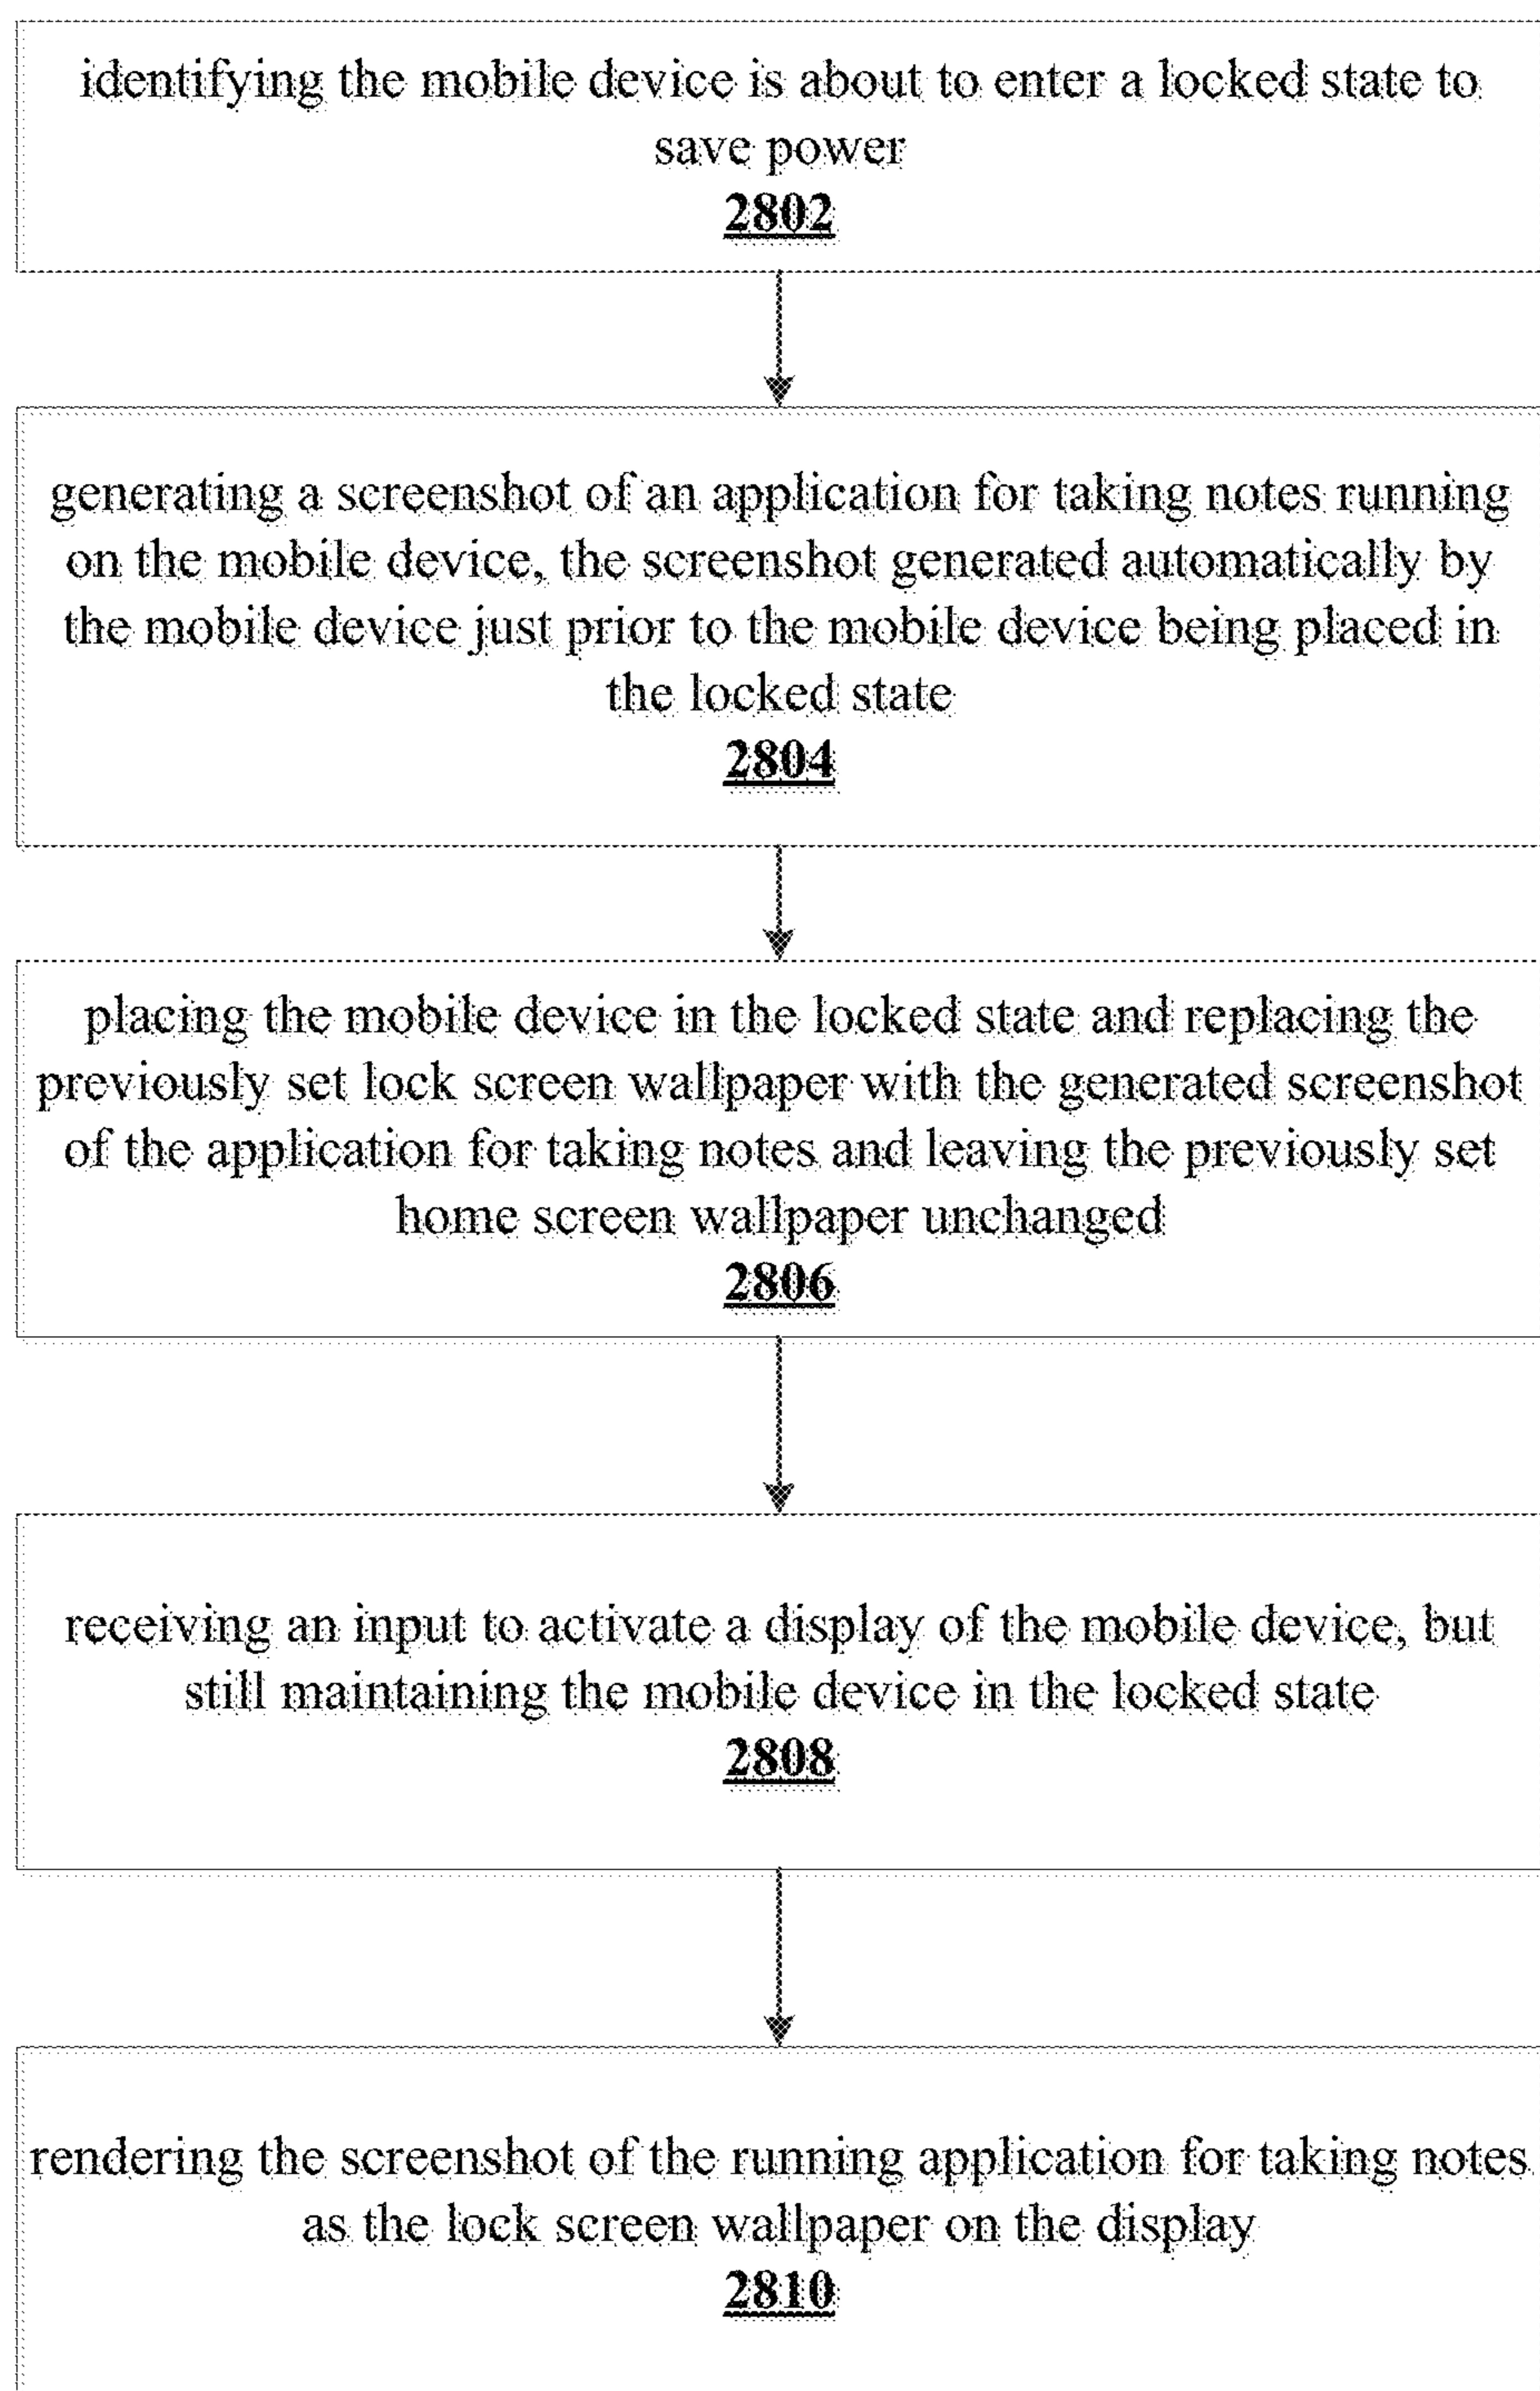 identifying the mobile device is about to enter a locked state to
save power
2802
generating a screenshot of an application for taking notes running
on the mobile device, the screenshot generated automatically by
the mobile device just prior to the mobile device being placed in
the locked state
2804
placing the mobile device in the locked state and replacing the
previously set lock screen wallpaper with the generated screenshot
of the application for taking notes and leaving the previously set
home screen wallpaper unchanged
2806
receiving an input to activate a display of the mobile device, but
still maintaining the mobile device in the locked state
2808
rendering the screenshot of the running application for taking notes
as the lock screen wallpaper on the display
2810